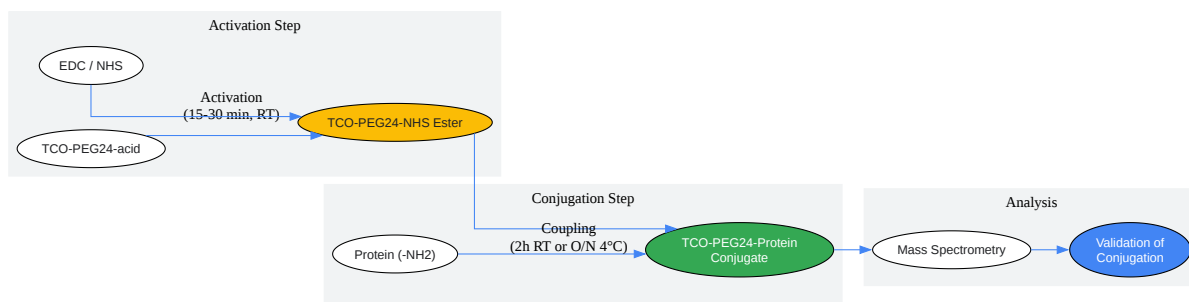 Activation Step
EDC / NHS
Activation
(15-30 min, RT)
TCO-PEG24-NHS Ester
TCO-PEG24-acid
Conjugation Step
Coupling
(2h RT or O/N 4°C)
Protein (-NH2)
TCO-PEG24-Protein
Conjugate
Analysis
Mass Spectrometry
Validation of
Conjugation